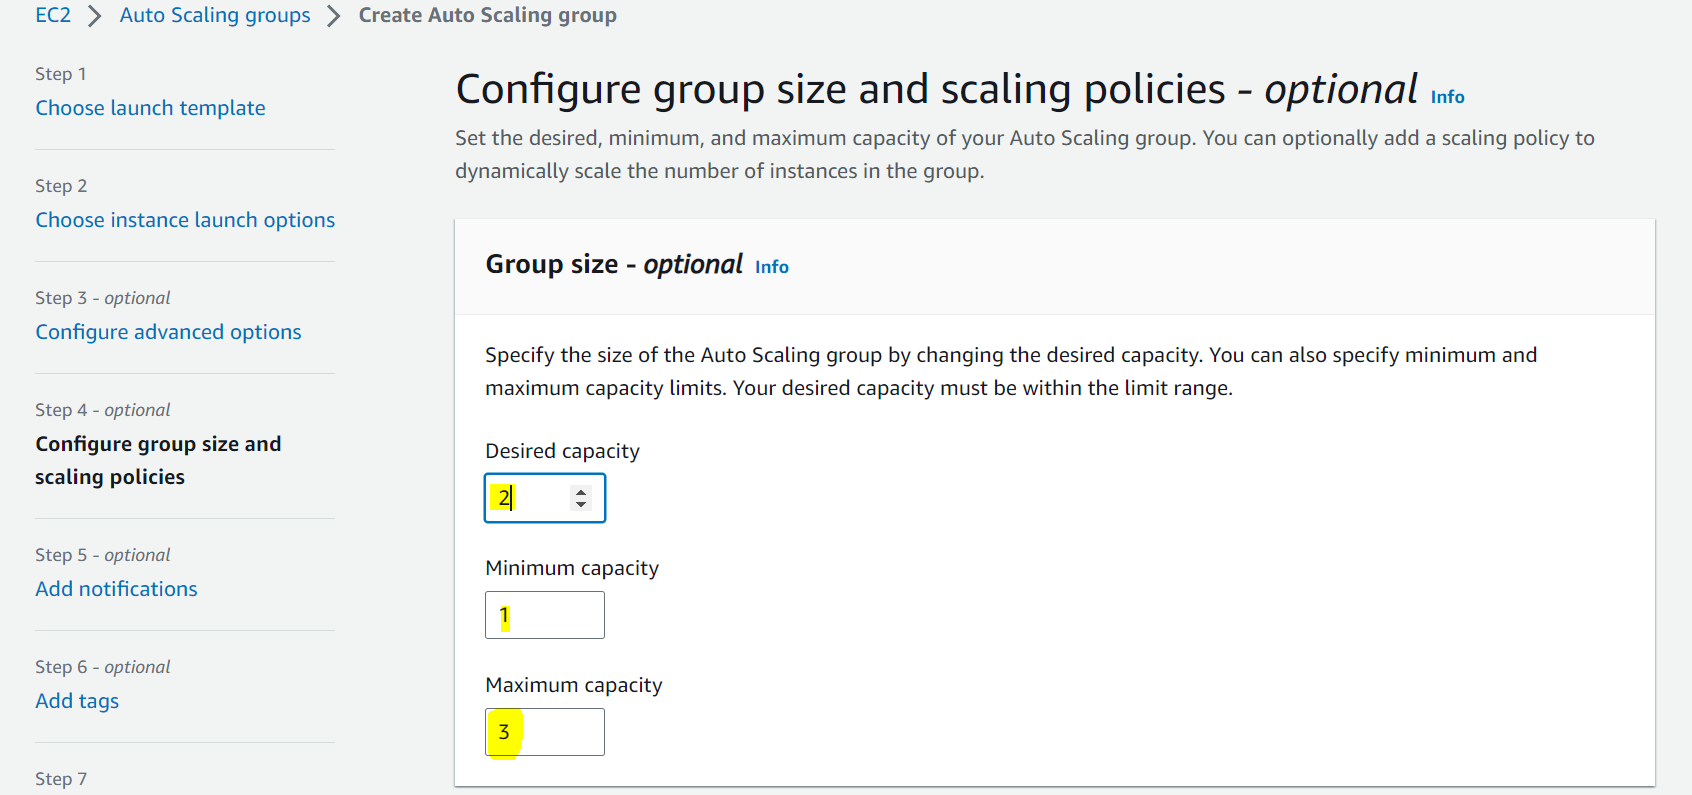 EC2 > Auto Scaling groups > Create Auto Scaling group
Step 1
Choose launch template
Step 2
Choose instance launch options
Step 3 - optional
Configure advanced options
Step 4 - optional
Configure group size and
scaling policies
Step 5 - optional
Add notifications
Step 6 - optional
Add tags
Step 7
Configure group size and scaling policies - optional Info
Set the desired, minimum, and maximum capacity of your Auto Scaling group. You can optionally add a scaling policy to
dynamically scale the number of instances in the group.
Group size - optional Info
Specify the size of the Auto Scaling group by changing the desired capacity. You can also specify minimum and
maximum capacity limits. Your desired capacity must be within the limit range.
Desired capacity
2
Minimum capacity
1
Maximum capacity
3